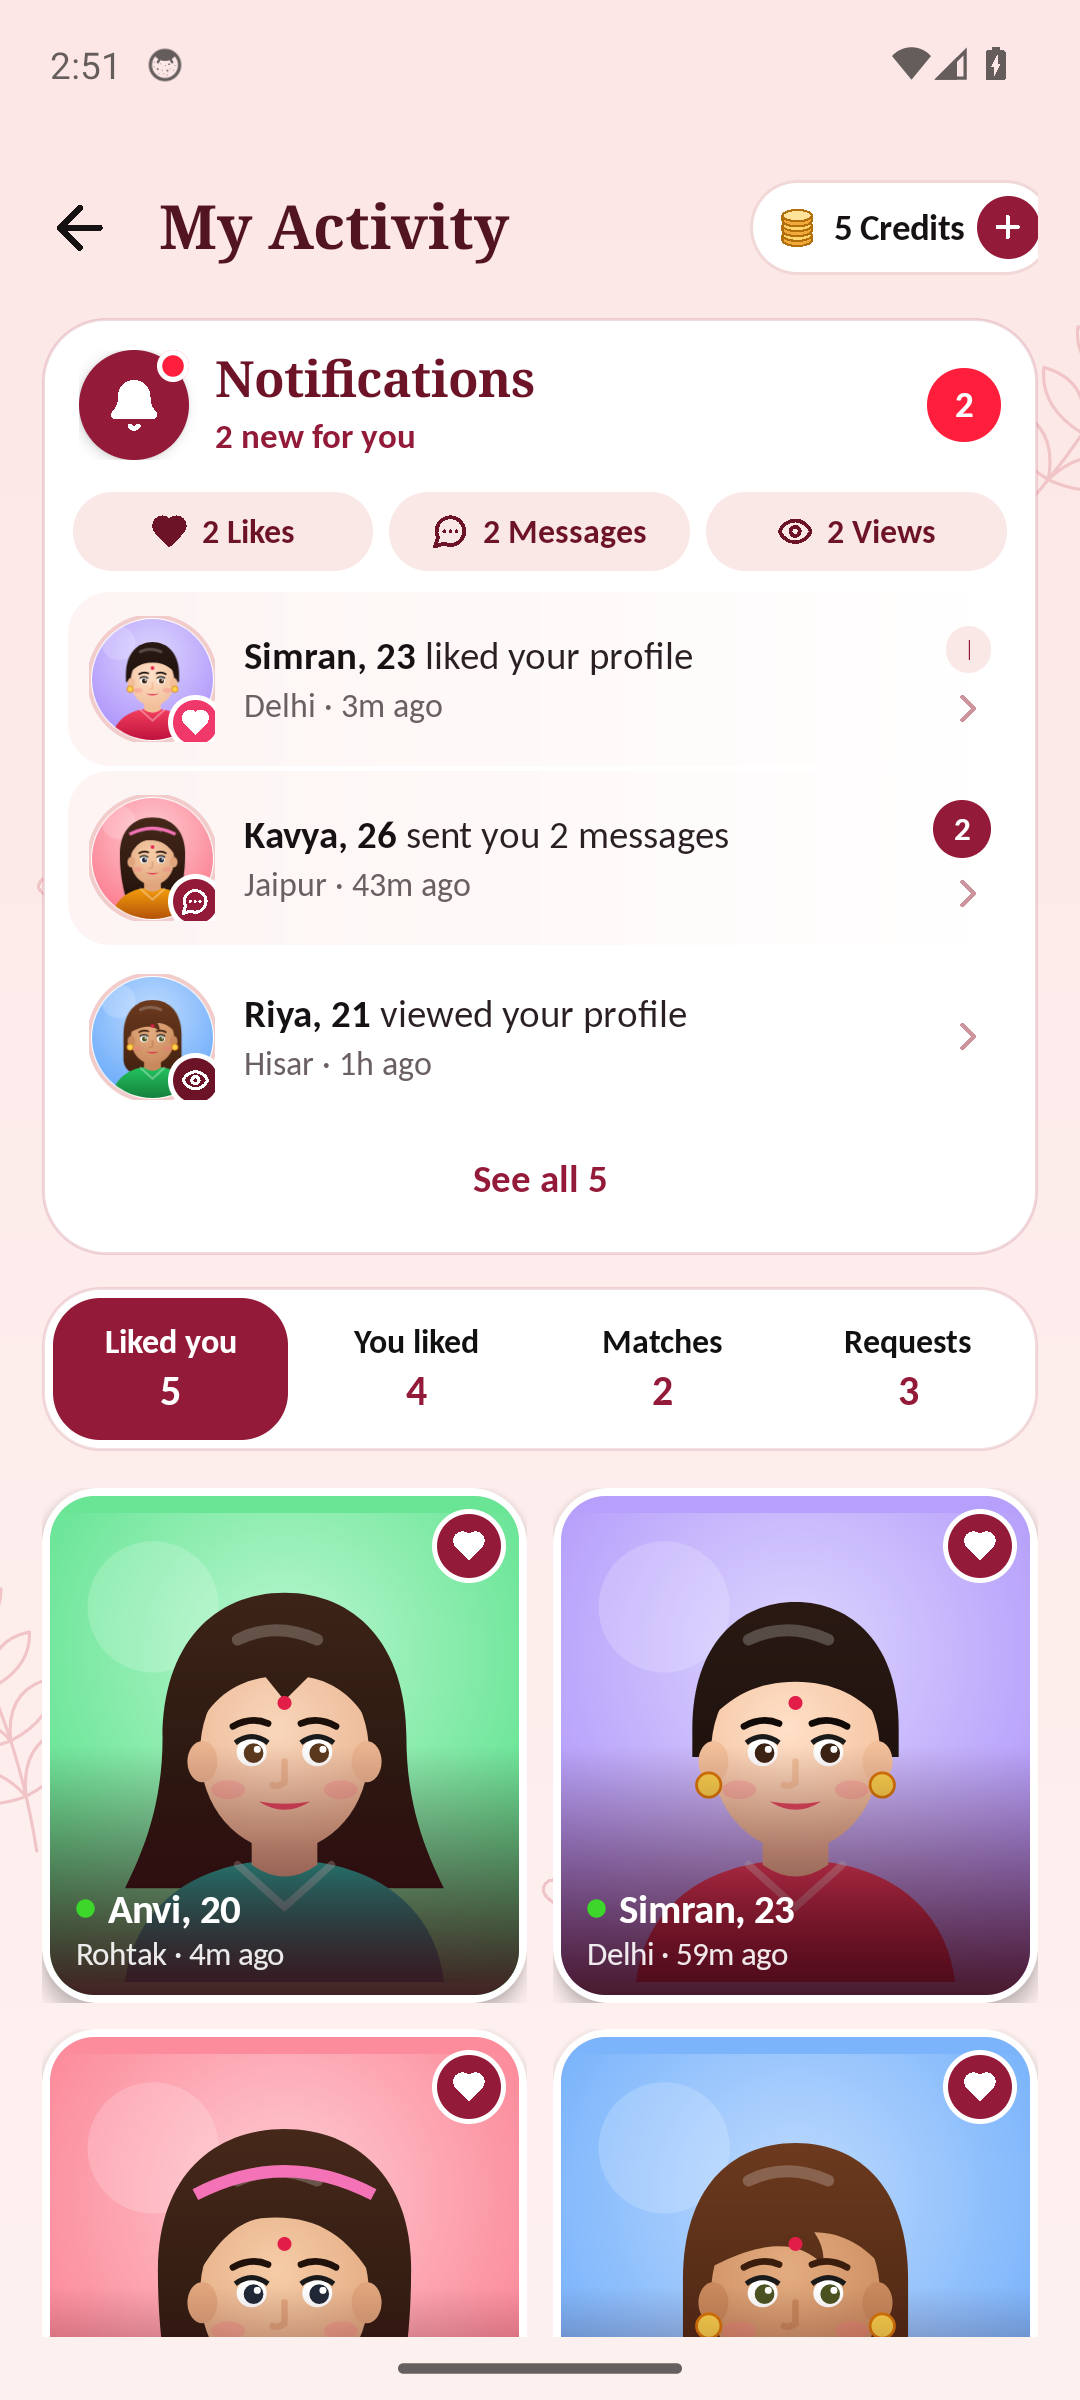 2:51
My Activity
5 Credits
Notifications
2 new for you
2
2 Likes
2 Messages
2 Views
Simran, 23 liked your profile
Delhi · 3m ago
Kavya, 26 sent you 2 messages
Jaipur · 43m ago
2
Riya, 21 viewed your profile
Hisar · 1h ago
See all 5
Liked you
5
You liked
4
Matches
2
Requests
3
Anvi, 20
Rohtak · 4m ago
Simran, 23
Delhi · 59m ago